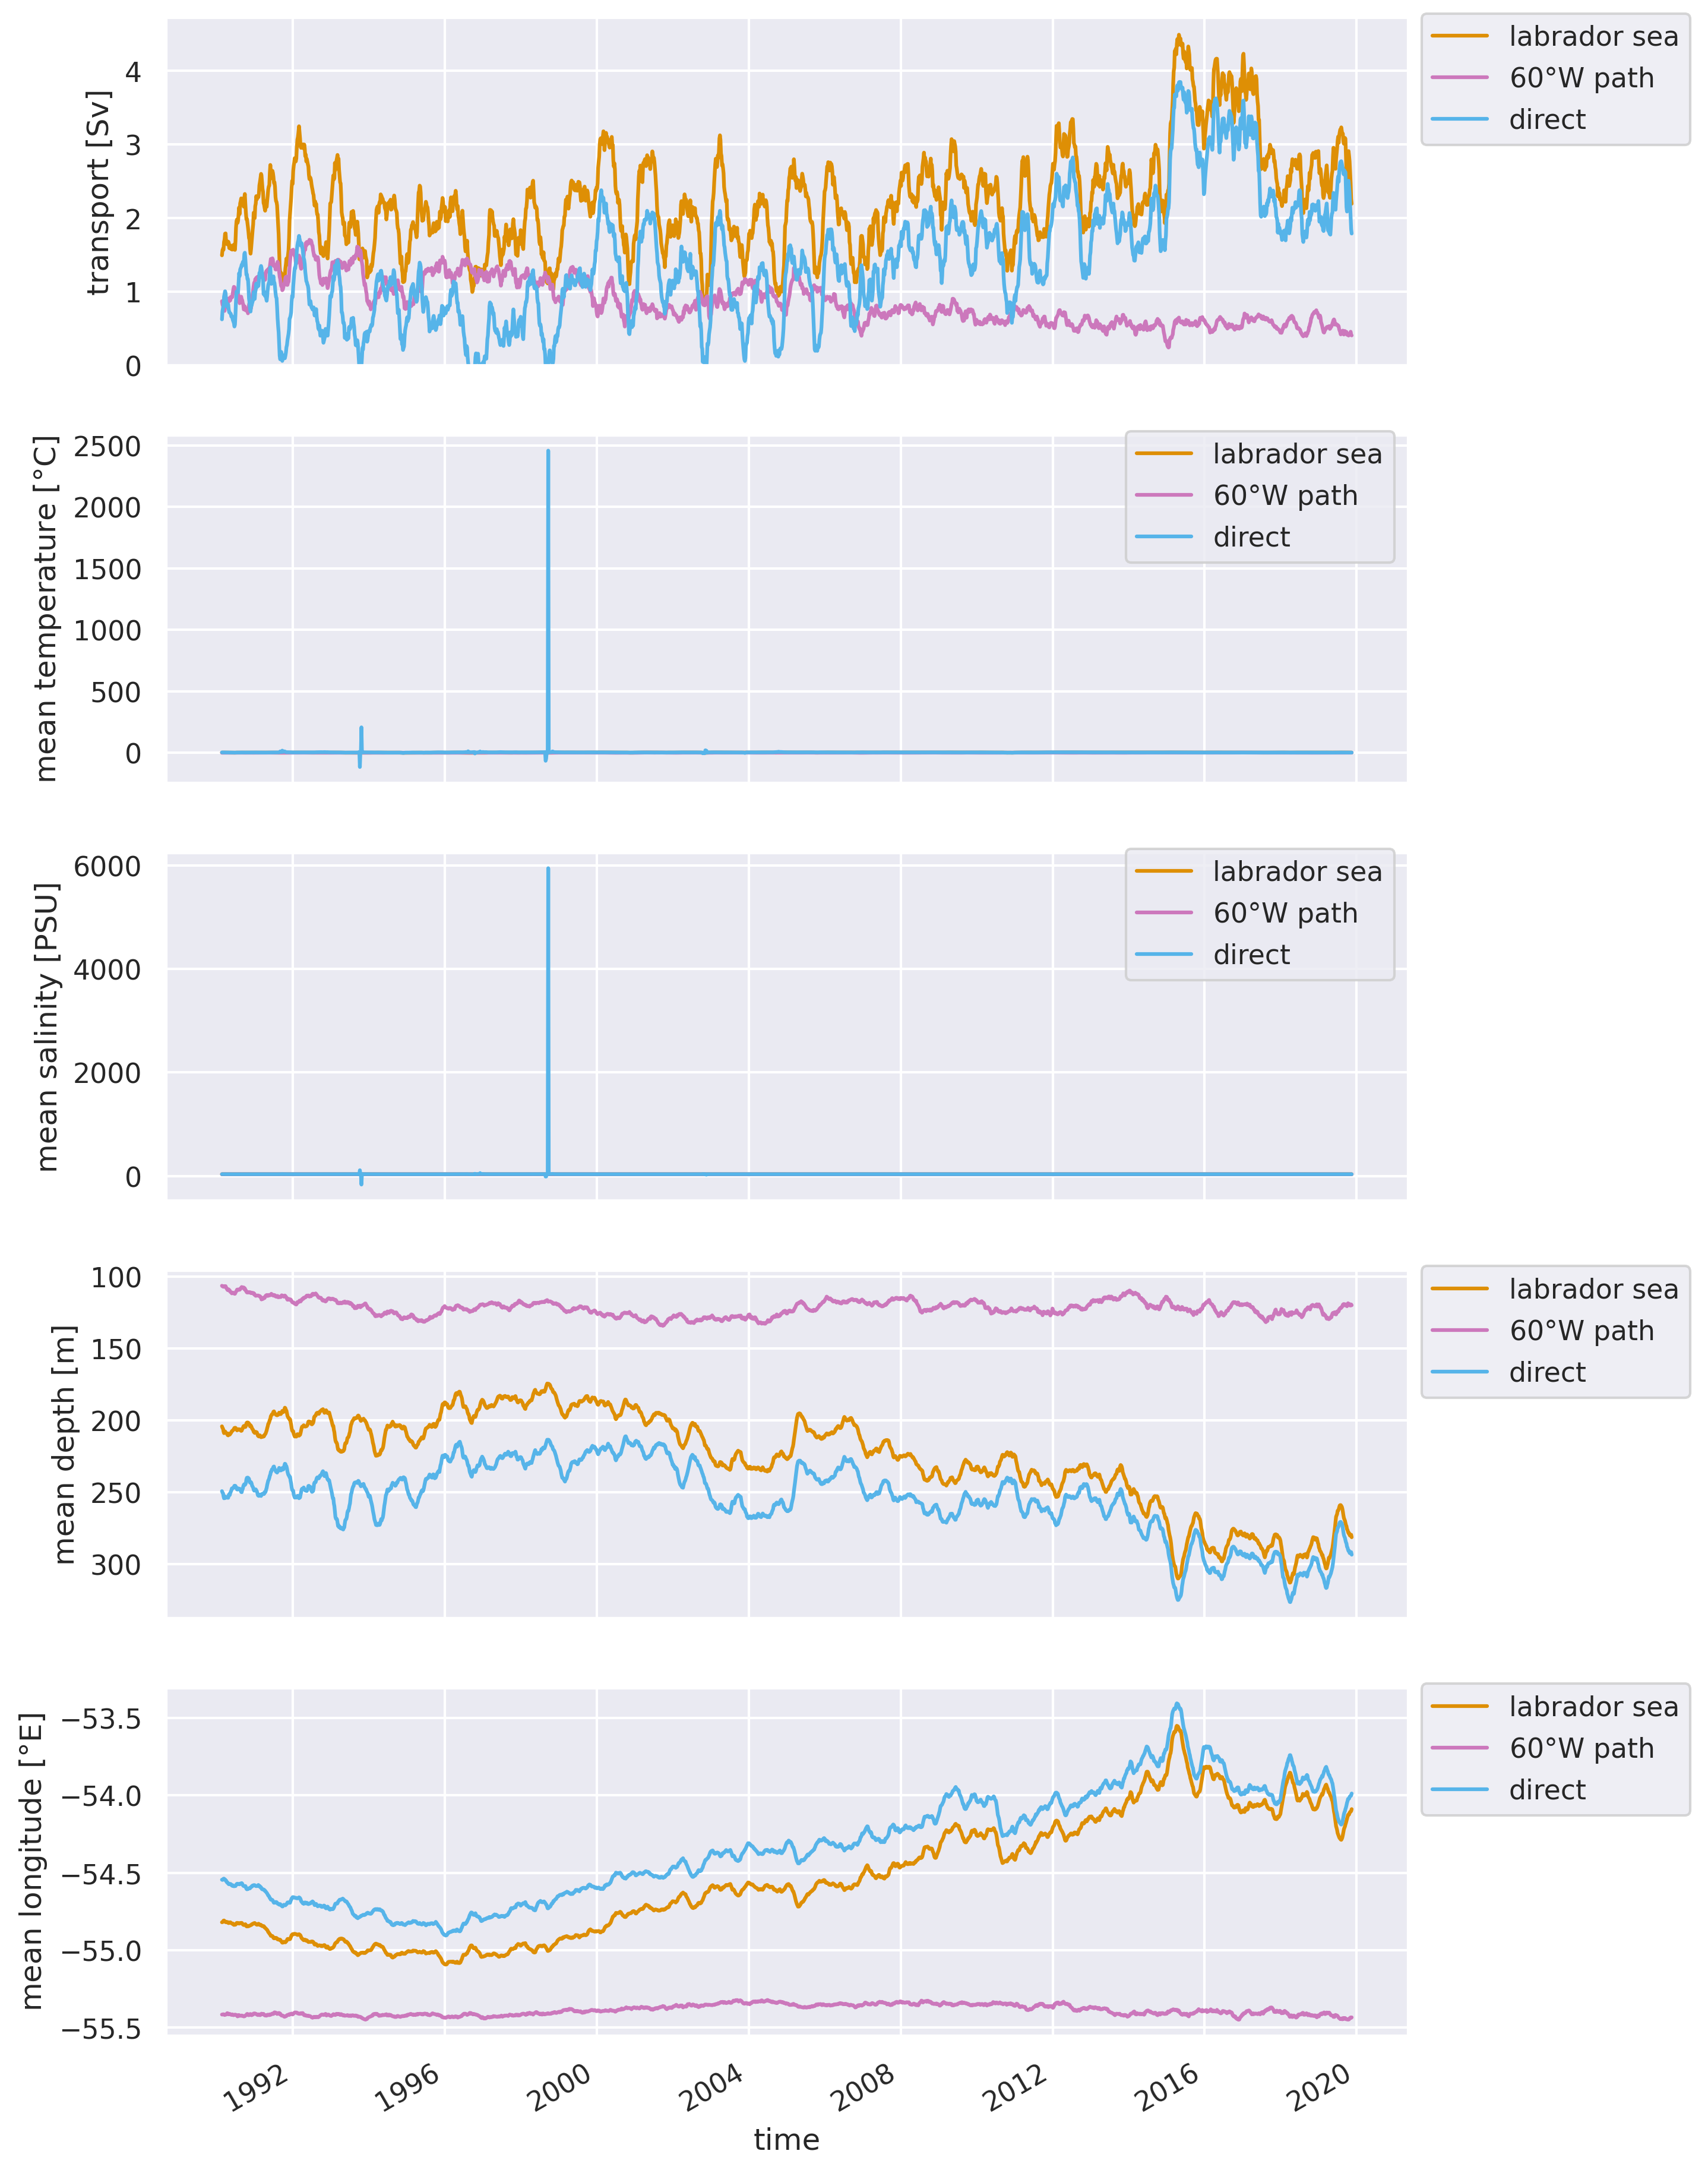 transport [Sv]
4
3
2
1
0
labrador sea
60°W path
direct
mean temperature [°C]
2500
2000
1500
1000
500
0
labrador sea
60°W path
direct
mean salinity [PSU]
6000
4000
2000
0
labrador sea
60°W path
direct
mean depth [m]
100
150
200
250
300
labrador sea
60°W path
direct
mean longitude [°E]
−53.5
−54.0
−54.5
−55.0
−55.5
labrador sea
60°W path
direct
1992 1996 2000 2004 2008 2012 2016 2020
time